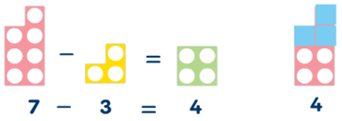 − =
7 − 3 = 4 4